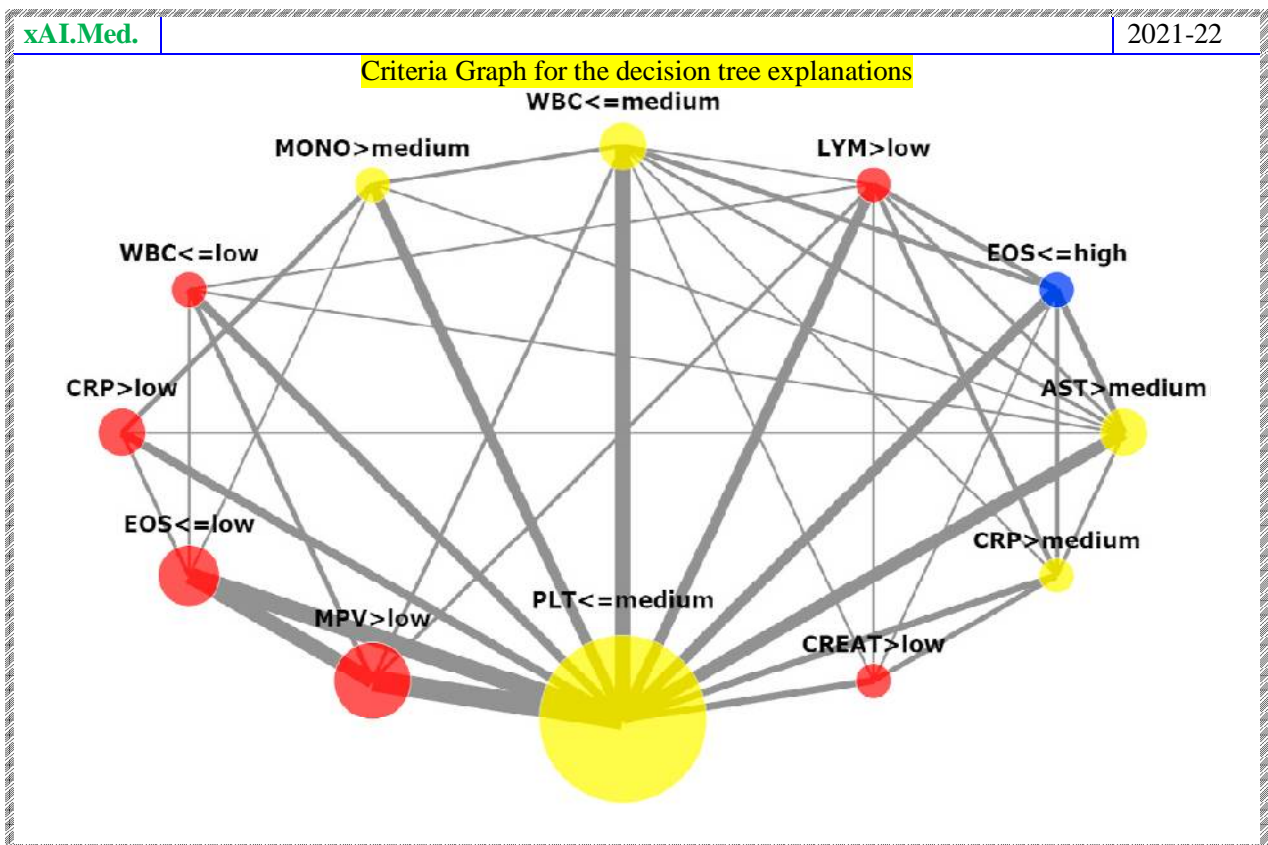 xAI.Med. 2021-22
Criteria Graph for the decision tree explanations
WBC<=medium
MONO>medium
LYM>low
WBC<=low
EOS<=high
CRP>low
AST>medium
EOS<=low
CRP>medium
PLT<=medium
MPV>low
CREAT>low